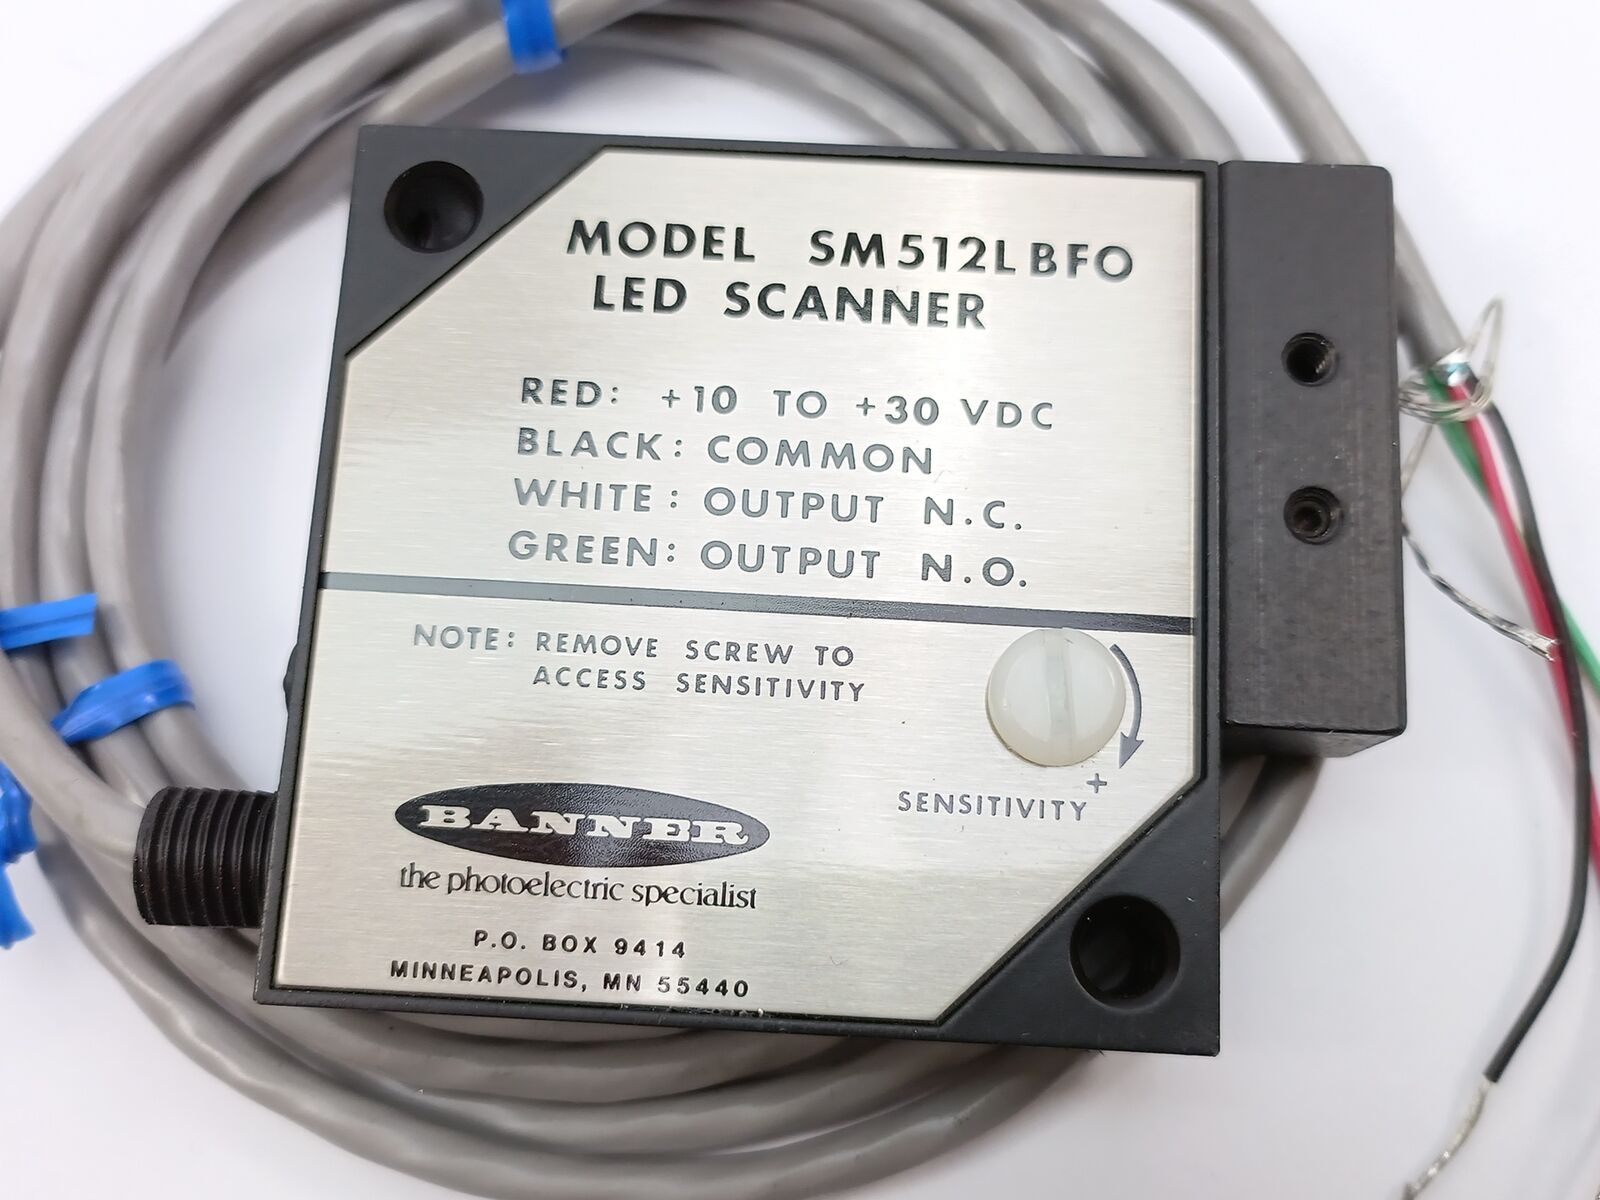 MODEL SM512LBFO
LED SCANNER
RED: +10 TO +30 VDC
BLACK: COMMON
WHITE: OUTPUT N.C.
GREEN: OUTPUT N.O.
NOTE: REMOVE SCREW TO
ACCESS SENSITIVITY
+
SENSITIVITY
BANNER
the photoelectric specialist
P.O. BOX 9414
MINNEAPOLIS, MN 55440